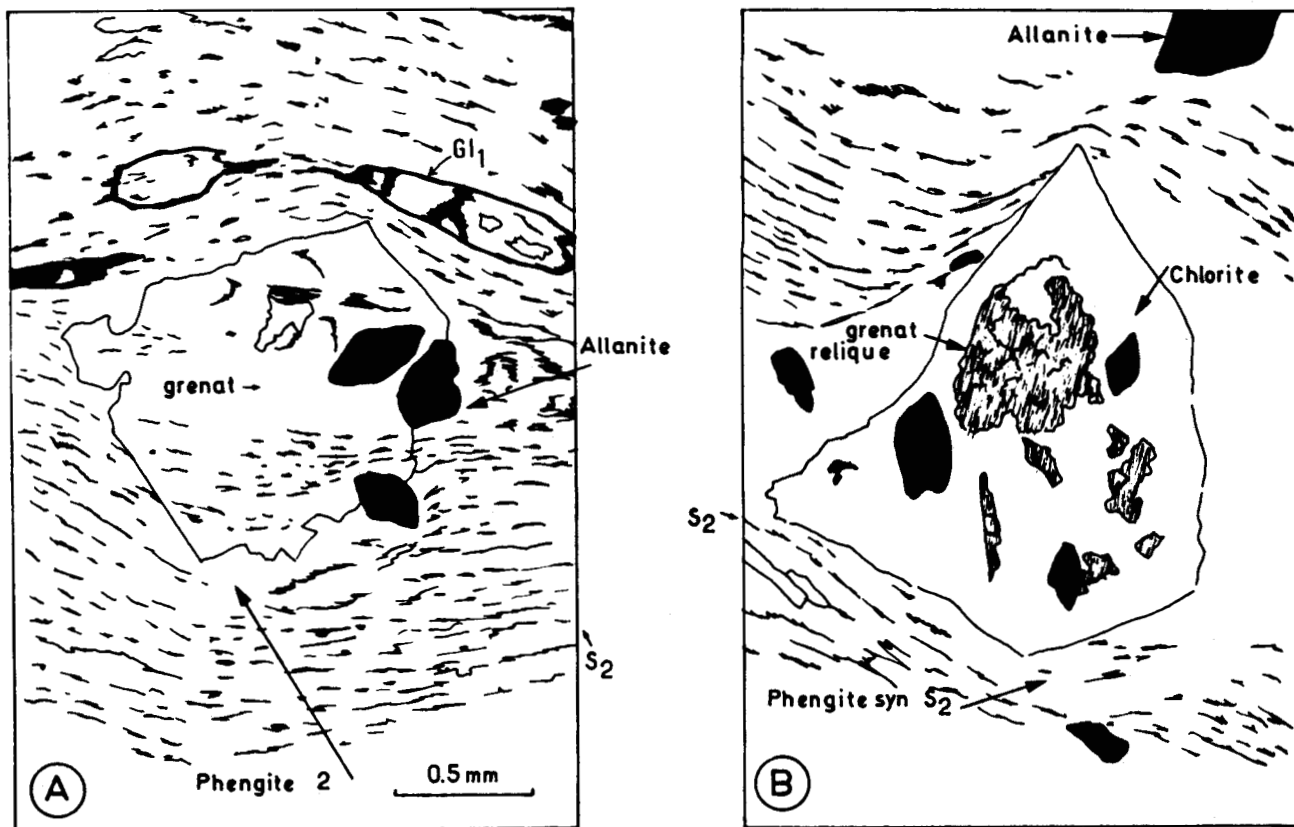 Gl1
grenat
Allanite
S2
Phengite 2
0.5 mm
A
Allanite
Chlorite
grenat
relique
S2
Phengite syn S2
B